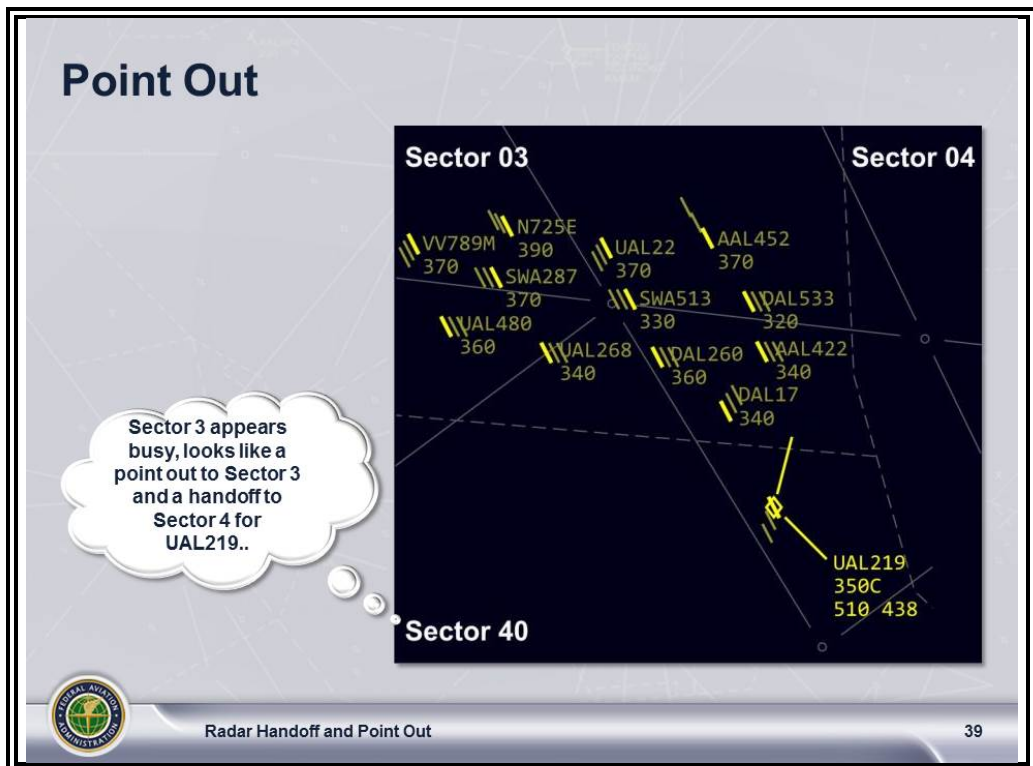 Point Out
Sector 03
Sector 04
N725E
390
VV789M
370
UAL22
370
AAL452
370
SWA287
370
SWA513
330
DAL533
320
UAL480
360
UAL268
340
DAL260
360
AAL422
340
DAL17
340
Sector 3 appears
busy, looks like a
point out to Sector 3
and a handoff to
Sector 4 for
UAL219..
UAL219
350C
510 438
Sector 40
FEDERAL AVIATION
ADMINISTRATION
Radar Handoff and Point Out
39